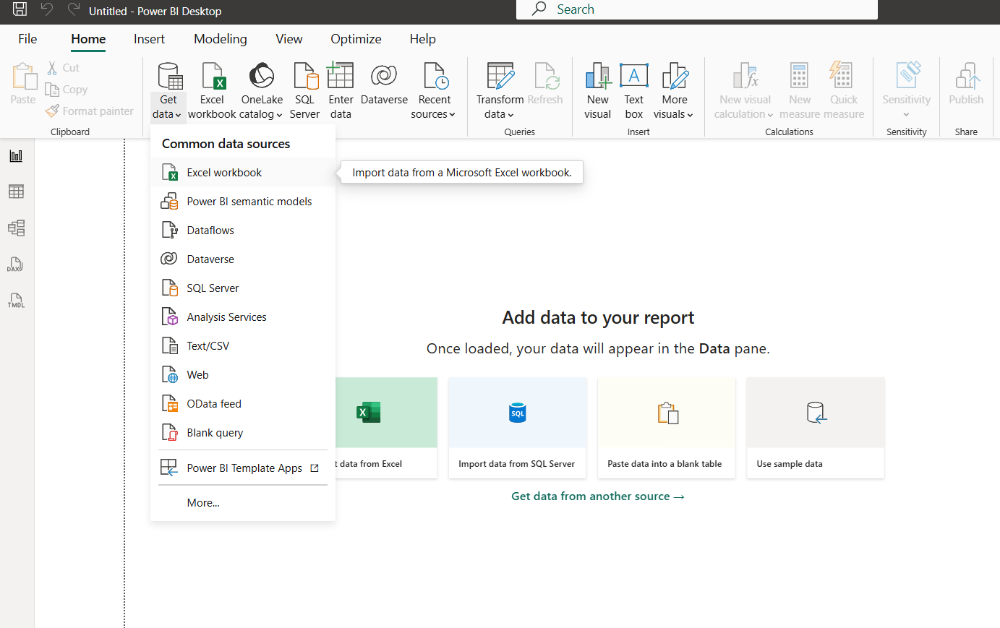 Untitled - Power BI Desktop
Search
File Home Insert Modeling View Optimize Help
Paste
Cut
Copy
Format painter
Clipboard
Get data
Excel workbook
OneLake catalog
SQL Server
Enter data
Dataverse
Recent sources
Transform data
Refresh
Queries
New visual
Text box
More visuals
Insert
New visual calculation
New measure
Quick measure
Calculations
Sensitivity
Sensitivity
Publish
Share
DAX
TMDL
Common data sources
Excel workbook
Import data from a Microsoft Excel workbook.
Power BI semantic models
Dataflows
Dataverse
SQL Server
Analysis Services
Text/CSV
Web
OData feed
Blank query
Power BI Template Apps
More...
Add data to your report
Once loaded, your data will appear in the Data pane.
X
SQL
t data from Excel
Import data from SQL Server
Paste data into a blank table
Use sample data
Get data from another source →